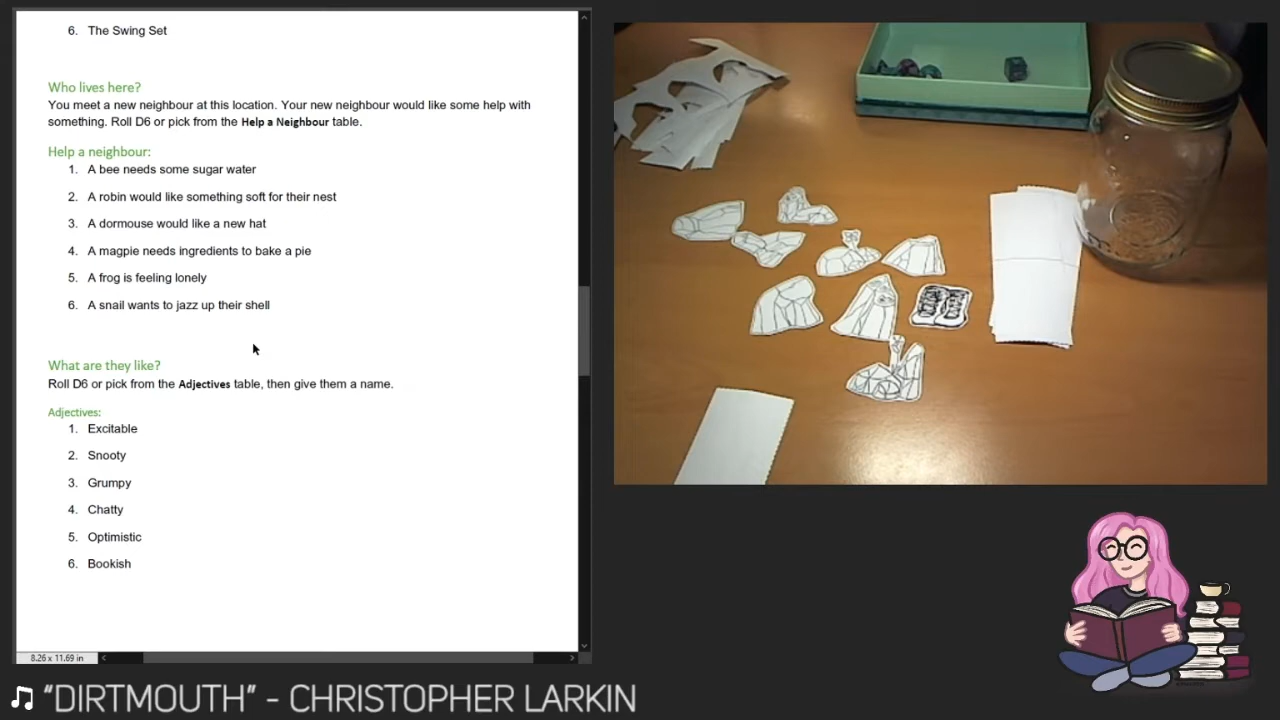 6. The Swing Set
Who lives here?
You meet a new neighbour at this location. Your new neighbour would like some help with
something. Roll D6 or pick from the Help a Neighbour table.
Help a neighbour:
1. A bee needs some sugar water
2. A robin would like something soft for their nest
3. A dormouse would like a new hat
4. A magpie needs ingredients to bake a pie
5. A frog is feeling lonely
6. A snail wants to jazz up their shell
What are they like?
Roll D6 or pick from the Adjectives table, then give them a name.
Adjectives:
1. Excitable
2. Snooty
3. Grumpy
4. Chatty
5. Optimistic
6. Bookish
8.26 x 11.69 in
♫ "DIRTMOUTH" - CHRISTOPHER LARKIN